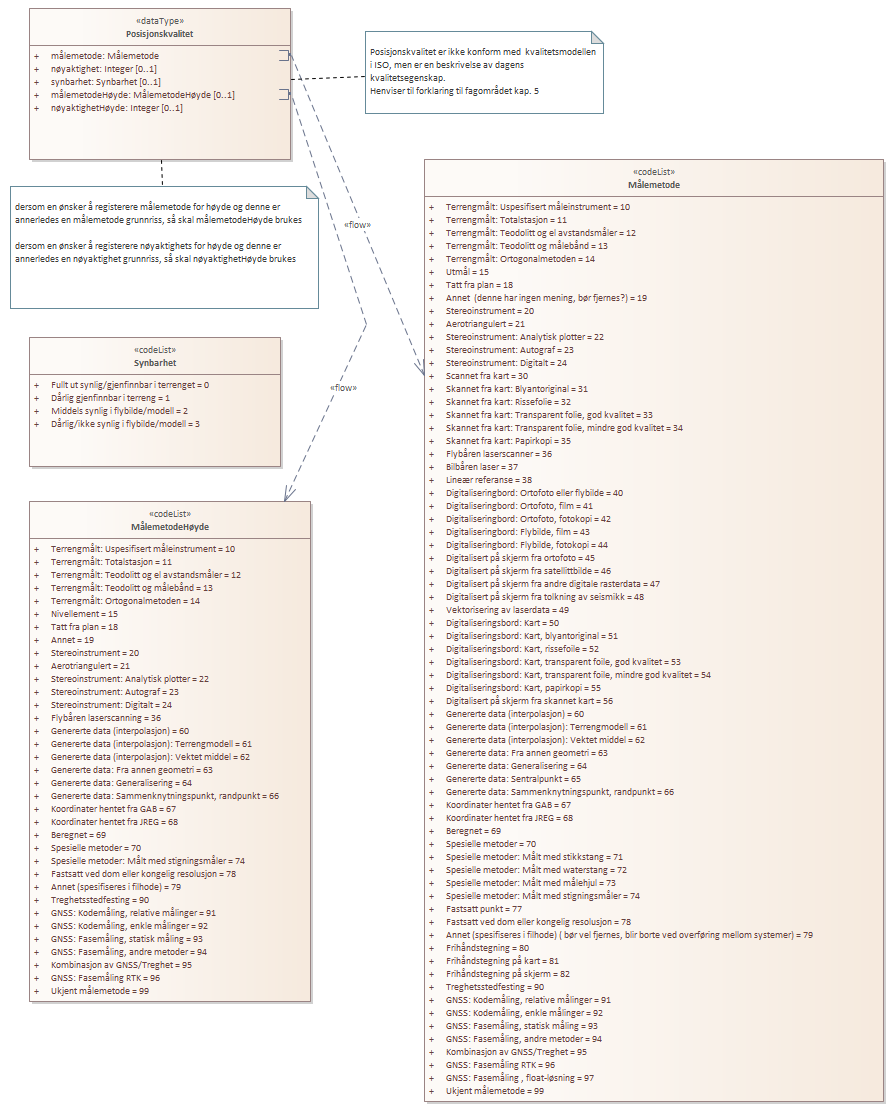 «dataType»
Posisjonskvalitet
+ målemetode: Målemetode
+ nøyaktighet: Integer [0..1]
+ synbarhet: Synbarhet [0..1]
+ målemetodeHøyde: MålemetodeHøyde [0..1]
+ nøyaktighetHøyde: Integer [0..1]
Posisjonskvalitet er ikke konform med kvalitetsmodellen
i ISO, men er en beskrivelse av dagens
kvalitetsegenskap.
Henviser til forklaring til fagområdet kap. 5
dersom en ønsker å registerere målemetode for høyde og denne er
annerledes en målemetode grunnriss, så skal målemetodeHøyde brukes
dersom en ønsker å registerere nøyaktighets for høyde og denne er
annerledes en nøyaktighet grunnriss, så skal nøyaktighetHøyde brukes
«flow»
«flow»
«codeList»
Synbarhet
+ Fullt ut synlig/gjenfinnbar i terrenget = 0
+ Dårlig gjenfinnbar i terreng = 1
+ Middels synlig i flybilde/modell = 2
+ Dårlig/ikke synlig i flybilde/modell = 3
«codeList»
MålemetodeHøyde
+ Terrengmålt: Uspesifisert måleinstrument = 10
+ Terrengmålt: Totalstasjon = 11
+ Terrengmålt: Teodolitt og el avstandsmåler = 12
+ Terrengmålt: Teodolitt og målebånd = 13
+ Terrengmålt: Ortogonalmetoden = 14
+ Nivellement = 15
+ Tatt fra plan = 18
+ Annet = 19
+ Stereoinstrument = 20
+ Aerotriangulert = 21
+ Stereoinstrument: Analytisk plotter = 22
+ Stereoinstrument: Autograf = 23
+ Stereoinstrument: Digitalt = 24
+ Flybåren laserscanning = 36
+ Genererte data (interpolasjon) = 60
+ Genererte data (interpolasjon): Terrengmodell = 61
+ Genererte data (interpolasjon): Vektet middel = 62
+ Genererte data: Fra annen geometri = 63
+ Genererte data: Generalisering = 64
+ Genererte data: Sammenknytningspunkt, randpunkt = 66
+ Koordinater hentet fra GAB = 67
+ Koordinater hentet fra JREG = 68
+ Beregnet = 69
+ Spesielle metoder = 70
+ Spesielle metoder: Målt med stigningsmåler = 74
+ Fastsatt ved dom eller kongelig resolusjon = 78
+ Annet (spesifiseres i filhode) = 79
+ Treghetsstedfesting = 90
+ GNSS: Kodemåling, relative målinger = 91
+ GNSS: Kodemåling, enkle målinger = 92
+ GNSS: Fasemåling, statisk måling = 93
+ GNSS: Fasemåling, andre metoder = 94
+ Kombinasjon av GNSS/Treghet = 95
+ GNSS: Fasemåling RTK = 96
+ Ukjent målemetode = 99
«codeList»
Målemetode
+ Terrengmålt: Uspesifisert måleinstrument = 10
+ Terrengmålt: Totalstasjon = 11
+ Terrengmålt: Teodolitt og el avstandsmåler = 12
+ Terrengmålt: Teodolitt og målebånd = 13
+ Terrengmålt: Ortogonalmetoden = 14
+ Utmål = 15
+ Tatt fra plan = 18
+ Annet (denne har ingen mening, bør fjernes?) = 19
+ Stereoinstrument = 20
+ Aerotriangulert = 21
+ Stereoinstrument: Analytisk plotter = 22
+ Stereoinstrument: Autograf = 23
+ Stereoinstrument: Digitalt = 24
+ Scannet fra kart = 30
+ Skannet fra kart: Blyantoriginal = 31
+ Skannet fra kart: Rissefolie = 32
+ Skannet fra kart: Transparent folie, god kvalitet = 33
+ Skannet fra kart: Transparent folie, mindre god kvalitet = 34
+ Skannet fra kart: Papirkopi = 35
+ Flybåren laserscanner = 36
+ Bilbåren laser = 37
+ Lineær referanse = 38
+ Digitaliseringbord: Ortofoto eller flybilde = 40
+ Digitaliseringbord: Ortofoto, film = 41
+ Digitaliseringbord: Ortofoto, fotokopi = 42
+ Digitaliseringbord: Flybilde, film = 43
+ Digitaliseringbord: Flybilde, fotokopi = 44
+ Digitalisert på skjerm fra ortofoto = 45
+ Digitalisert på skjerm fra satellittbilde = 46
+ Digitalisert på skjerm fra andre digitale rasterdata = 47
+ Digitalisert på skjerm fra tolkning av seismikk = 48
+ Vektorisering av laserdata = 49
+ Digitaliseringsbord: Kart = 50
+ Digitaliseringsbord: Kart, blyantoriginal = 51
+ Digitaliseringsbord: Kart, rissefoile = 52
+ Digitaliseringsbord: Kart, transparent foile, god kvalitet = 53
+ Digitaliseringsbord: Kart, transparent foile, mindre god kvalitet = 54
+ Digitaliseringsbord: Kart, papirkopi = 55
+ Digitalisert på skjerm fra skannet kart = 56
+ Genererte data (interpolasjon) = 60
+ Genererte data (interpolasjon): Terrengmodell = 61
+ Genererte data (interpolasjon): Vektet middel = 62
+ Genererte data: Fra annen geometri = 63
+ Genererte data: Generalisering = 64
+ Genererte data: Sentralpunkt = 65
+ Genererte data: Sammenknytningspunkt, randpunkt = 66
+ Koordinater hentet fra GAB = 67
+ Koordinater hentet fra JREG = 68
+ Beregnet = 69
+ Spesielle metoder = 70
+ Spesielle metoder: Målt med stikkstang = 71
+ Spesielle metoder: Målt med waterstang = 72
+ Spesielle metoder: Målt med målehjul = 73
+ Spesielle metoder: Målt med stigningsmåler = 74
+ Fastsatt punkt = 77
+ Fastsatt ved dom eller kongelig resolusjon = 78
+ Annet (spesifiseres i filhode) ( bør vel fjernes, blir borte ved overføring mellom systemer) = 79
+ Frihåndstegning = 80
+ Frihåndstegning på kart = 81
+ Frihåndstegning på skjerm = 82
+ Treghetsstedfesting = 90
+ GNSS: Kodemåling, relative målinger = 91
+ GNSS: Kodemåling, enkle målinger = 92
+ GNSS: Fasemåling, statisk måling = 93
+ GNSS: Fasemåling, andre metoder = 94
+ Kombinasjon av GNSS/Treghet = 95
+ GNSS: Fasemåling RTK = 96
+ GNSS: Fasemåling , float-løsning = 97
+ Ukjent målemetode = 99